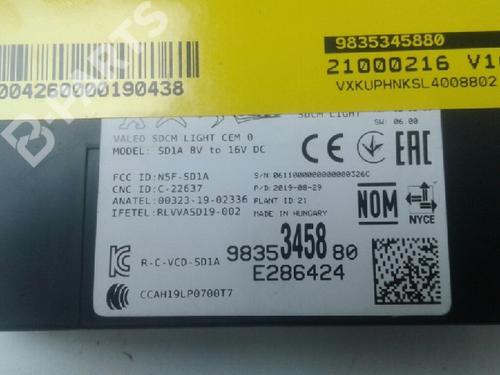 9835345880
21000216 V1
VXKUPHNKSL4008802
0004260000190438
SDCM LIGHT
SW: 06.00
VALEO SDCM LIGHT CEM 0
MODEL: SD1A 8V to 16V DC
FCC ID: N5F-SD1A
CNC ID: C-22637
ANATEL: 00323-19-02336
IFETEL: RLVVASD19-002
P/D: 2019-08-29
PLANT ID: 21
MADE IN HUNGARY
CE
EAC
NOM
NYCE
R-C-VCD-SD1A
9835345880
E286424
CCAH19LP0700T7